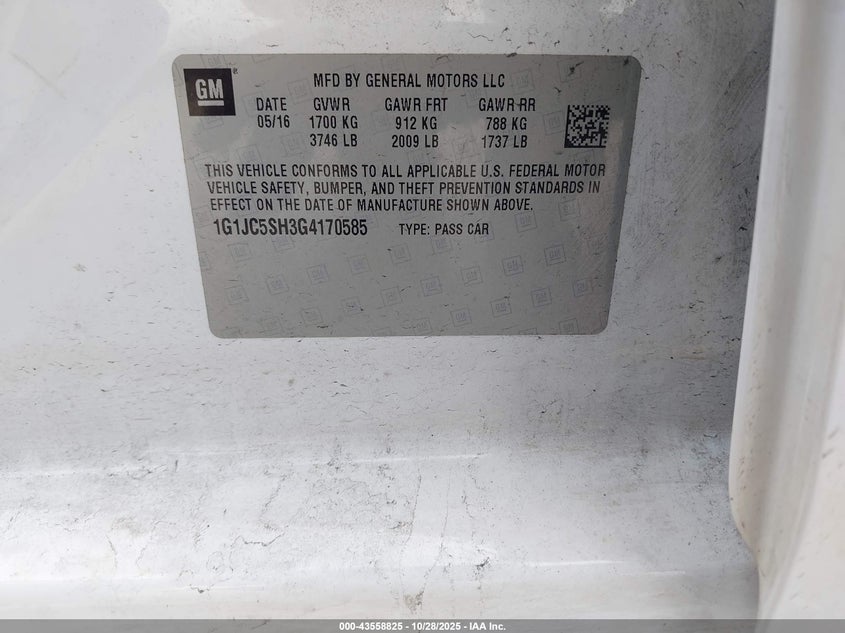 GM®
MFD BY GENERAL MOTORS LLC
DATE GVWR GAWR FRT GAWR RR
05/16 1700 KG 912 KG 788 KG
3746 LB 2009 LB 1737 LB
THIS VEHICLE CONFORMS TO ALL APPLICABLE U.S. FEDERAL MOTOR
VEHICLE SAFETY, BUMPER, AND THEFT PREVENTION STANDARDS IN
EFFECT ON THE DATE OF MANUFACTURE SHOWN ABOVE.
1G1JC5SH3G4170585 TYPE: PASS CAR
000-43558825 | 10/28/2025 | IAA Inc.